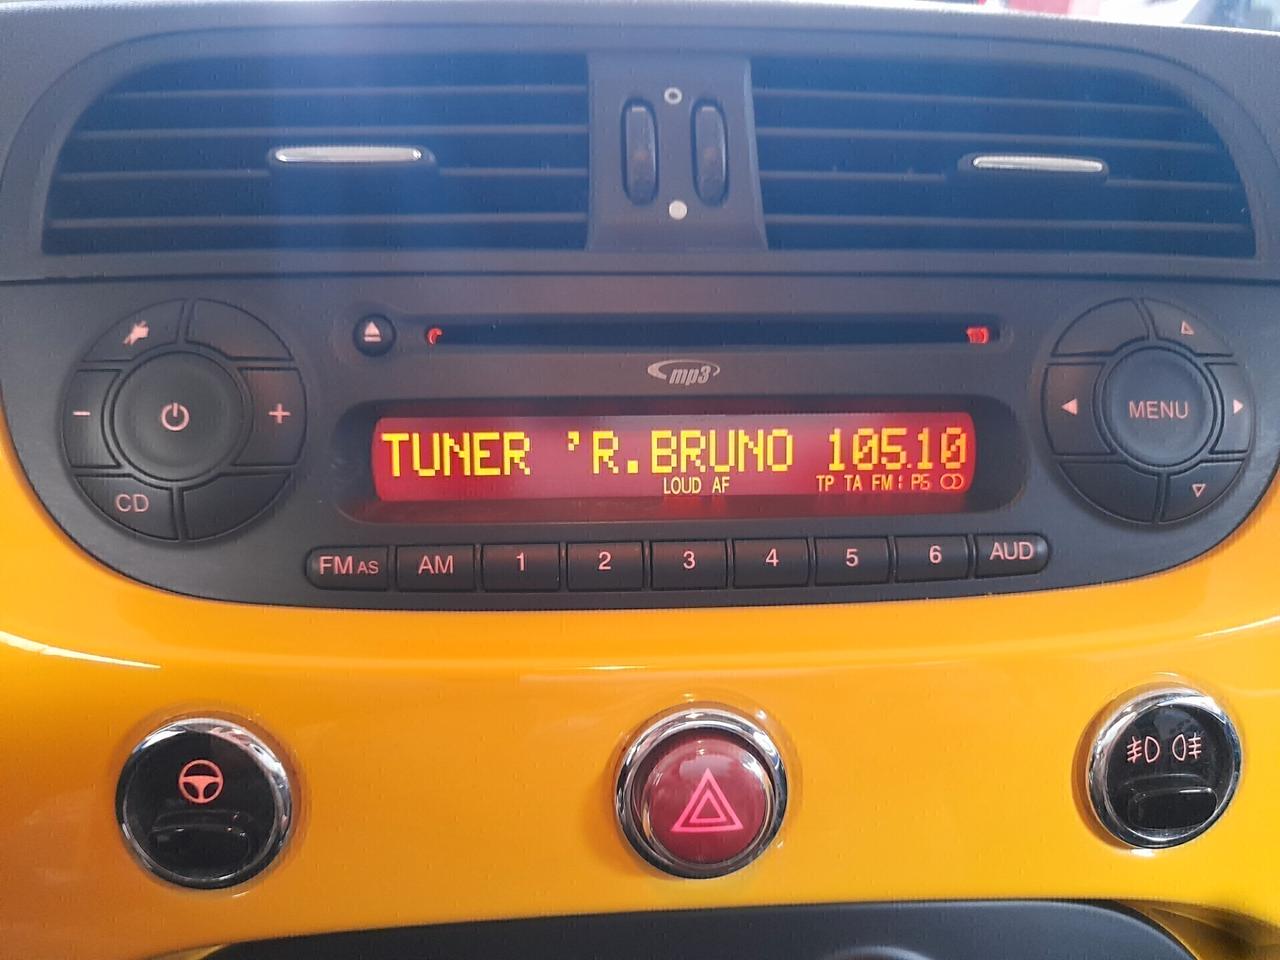 mp3
TUNER 'R.BRUNO 105.10
LOUD AF TP TA FM: P6
MENU
CD
FM AS AM 1 2 3 4 5 6 AUD